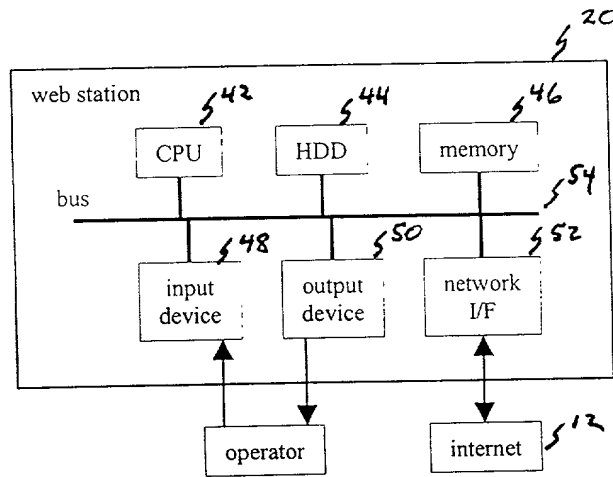 20
web station
42
44
46
CPU
HDD
memory
bus
54
48
50
52
input
device
output
device
network
I/F
operator
internet
12